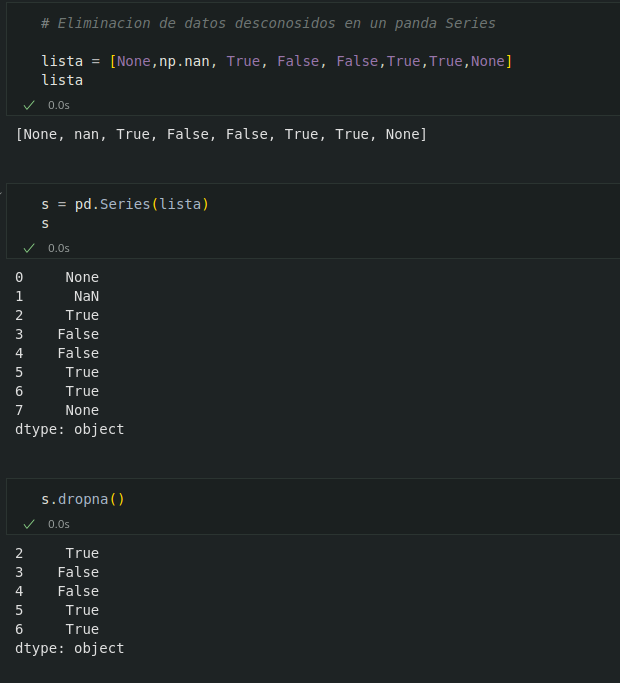 # Eliminacion de datos desconosidos en un panda Series
lista = [None,np.nan, True, False, False,True,True,None]
lista
0.0s
[None, nan, True, False, False, True, True, None]
s = pd.Series(lista)
s
0.0s
0 None
1 NaN
2 True
3 False
4 False
5 True
6 True
7 None
dtype: object
s.dropna()
0.0s
2 True
3 False
4 False
5 True
6 True
dtype: object